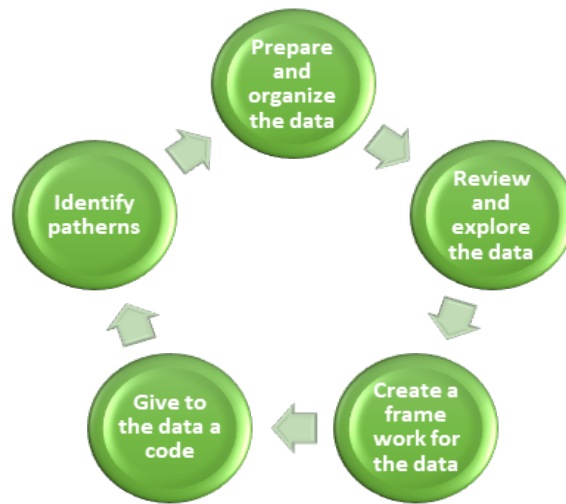 Prepare
and
organize
the data
Review
and
explore
the data
Create a
frame
work for
the data
Give to
the data a
code
Identify
patherns